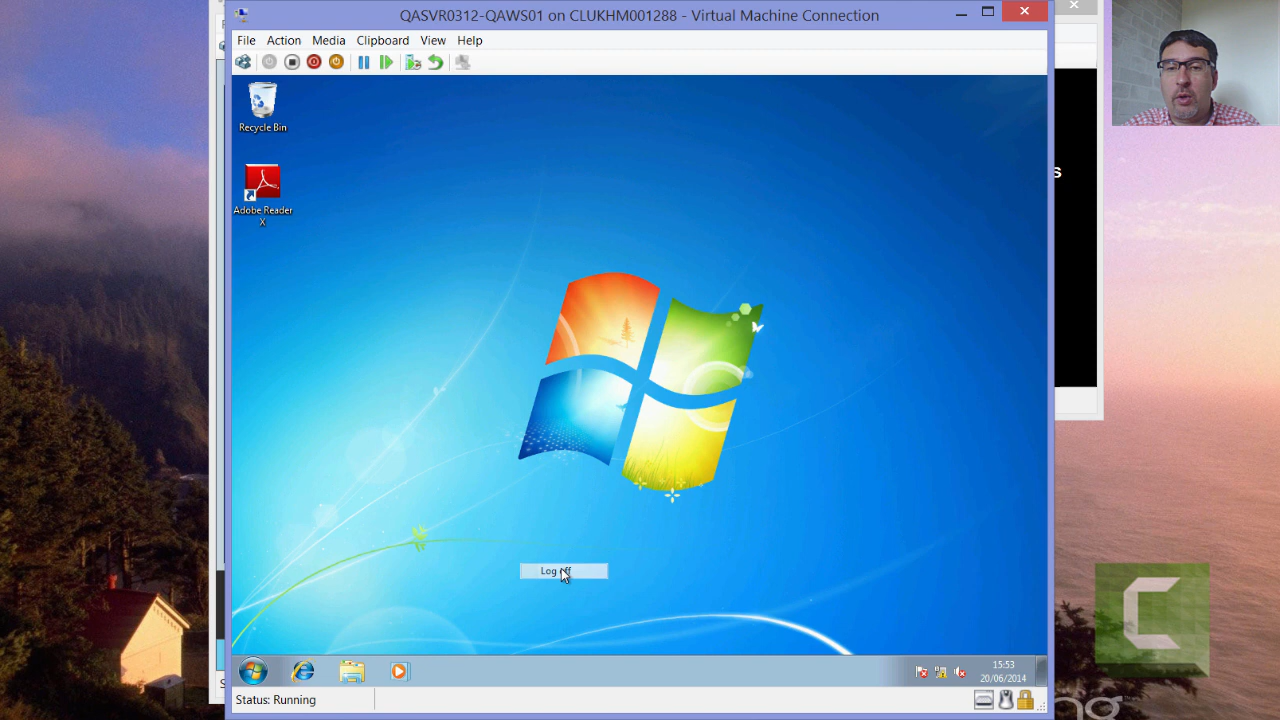 QASVR0312-QAWS01 on CLUKHM001288 - Virtual Machine Connection
File Action Media Clipboard View Help
Recycle Bin
Adobe Reader
X
s
Log off
15:53
20/06/2014
Status: Running